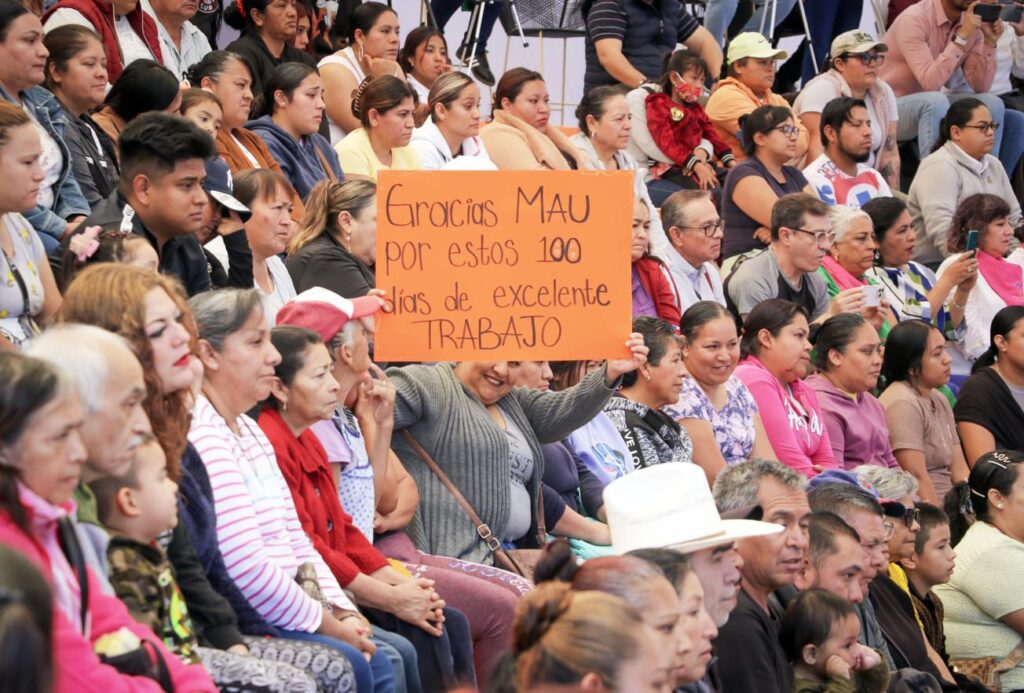 Gracias MAU
por estos 100
días de excelente
TRABAJO